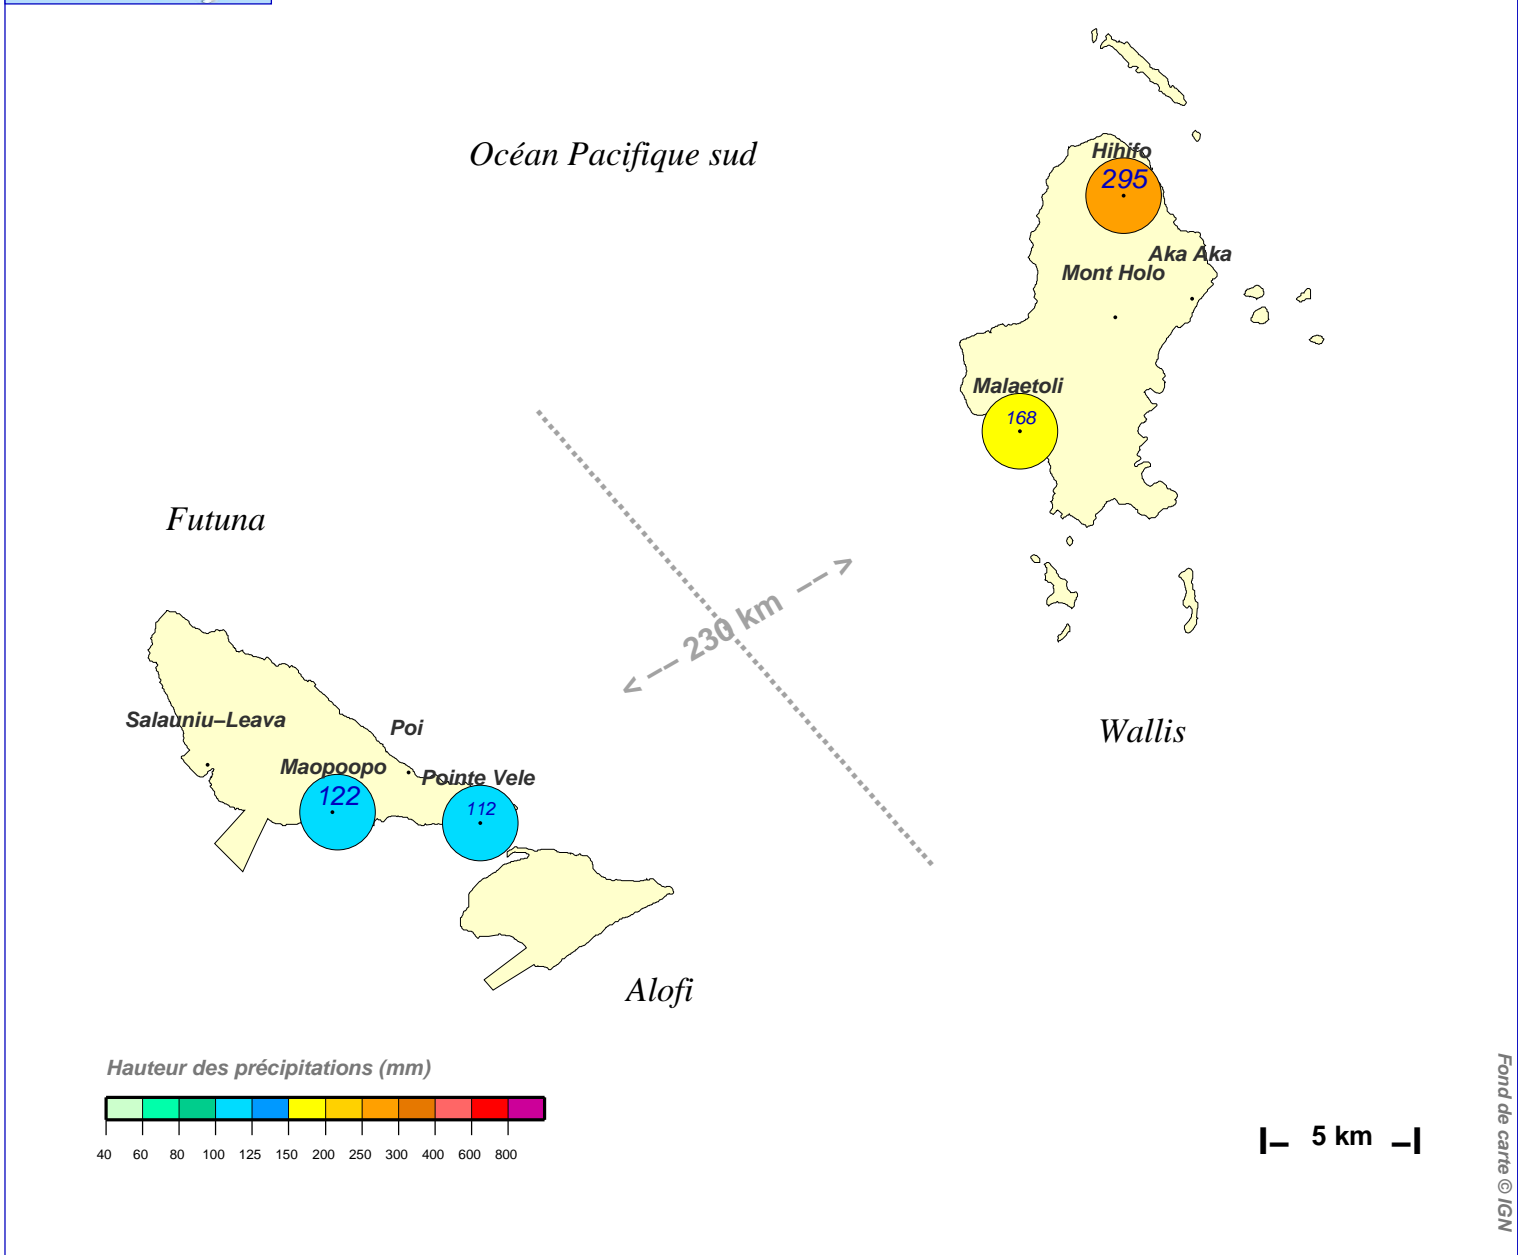 Océan Pacifique sud
Hihifo
295
Aka Aka
Mont Holo
Malaetoli
168
Futuna
230 km
Salauniu–Leava
Poi
Wallis
Maopoopo
Pointe Vele
122
112
Alofi
Hauteur des précipitations (mm)
40 60 80 100 125 150 200 250 300 400 600 800
5 km
Fond de carte © IGN